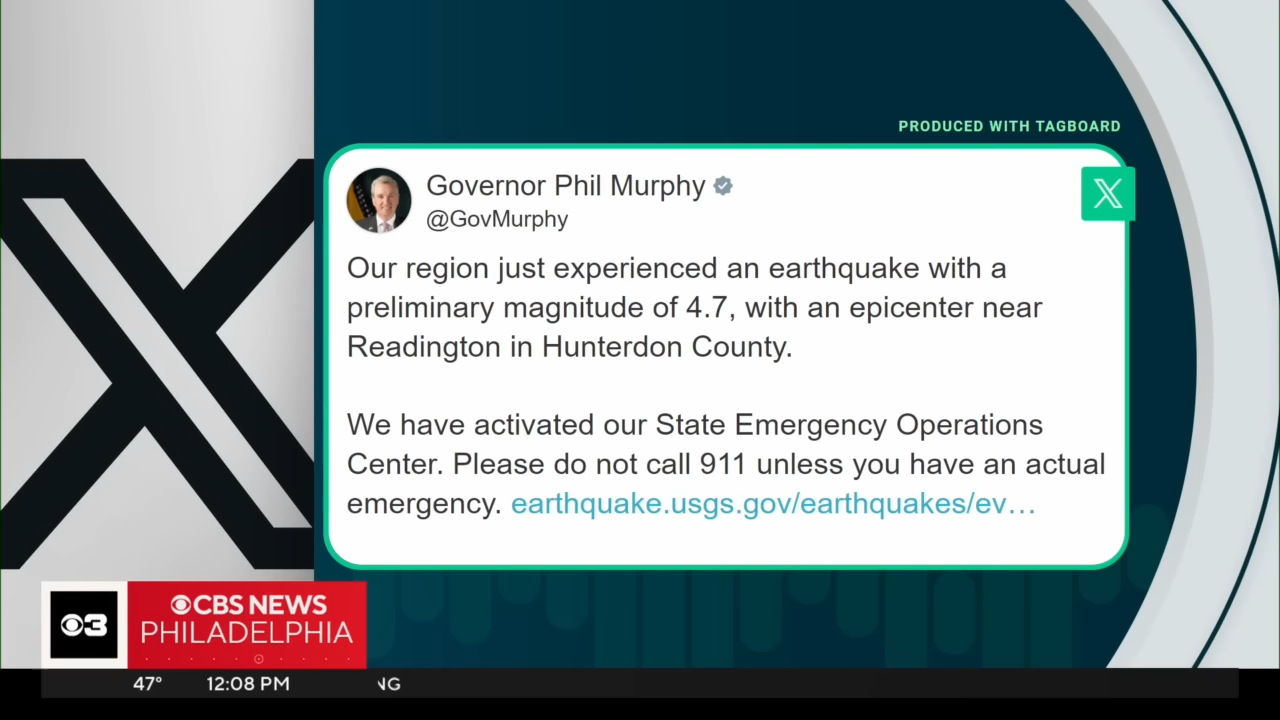 PRODUCED WITH TAGBOARD
Governor Phil Murphy
@GovMurphy
Our region just experienced an earthquake with a
preliminary magnitude of 4.7, with an epicenter near
Readington in Hunterdon County.
We have activated our State Emergency Operations
Center. Please do not call 911 unless you have an actual
emergency. earthquake.usgs.gov/earthquakes/ev…
3 CBS NEWS
PHILADELPHIA
47° 12:08 PM NG